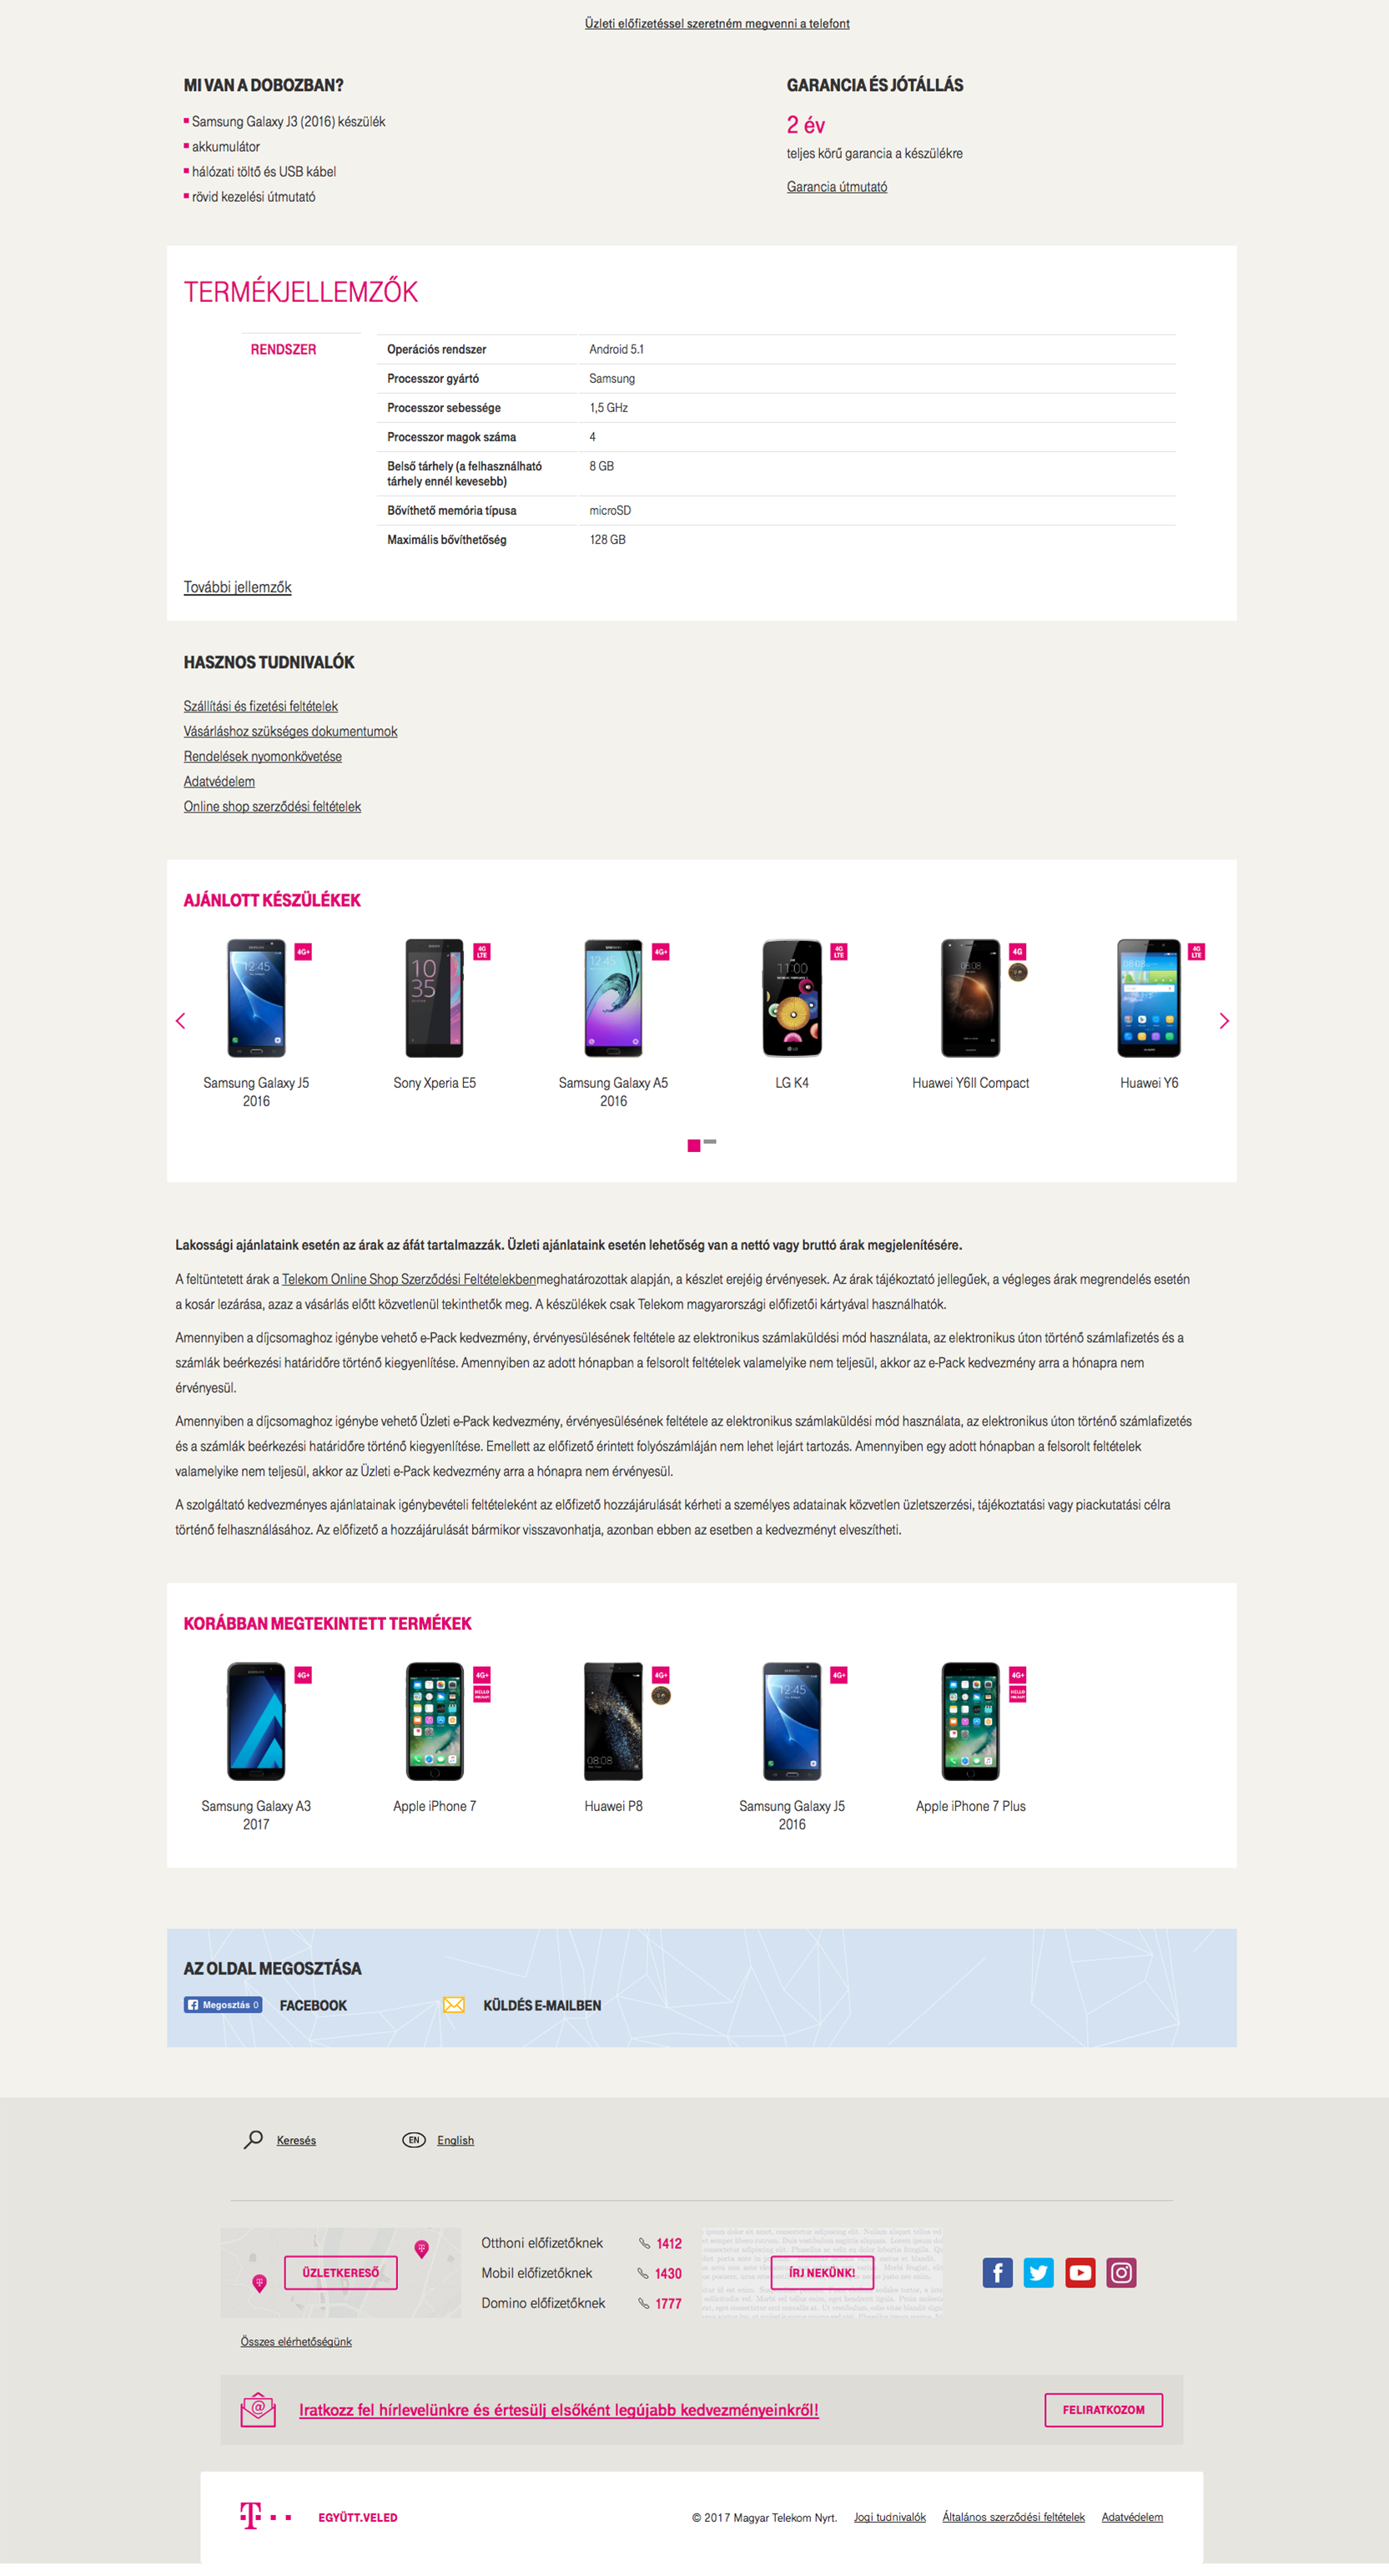 Üzleti előfizetéssel szeretném megvenni a telefont
MI VAN A DOBOZBAN?
Samsung Galaxy J3 (2016) készülék
akkumulátor
hálózati töltő és USB kábel
rövid kezelési útmutató
GARANCIA ÉS JÓTÁLLÁS
2 év
teljes körű garancia a készülékre
Garancia útmutató
TERMÉKJELLEMZŐK
RENDSZER
Operációs rendszer Android 5.1
Processzor gyártó Samsung
Processzor sebessége 1,5 GHz
Processzor magok száma 4
Belső tárhely (a felhasználható 8 GB
tárhely ennél kevesebb)
Bővíthető memória típusa microSD
Maximális bővíthetőség 128 GB
További jellemzők
HASZNOS TUDNIVALÓK
Szállítási és fizetési feltételek
Vásárláshoz szükséges dokumentumok
Rendelések nyomonkövetése
Adatvédelem
Online shop szerződési feltételek
AJÁNLOTT KÉSZÜLÉKEK
4G+
4G LTE
4G+
4G LTE
4G
4G LTE
Samsung Galaxy J5
2016
Sony Xperia E5
Samsung Galaxy A5
2016
LG K4
Huawei Y6II Compact
Huawei Y6
Lakossági ajánlataink esetén az árak az áfát tartalmazzák. Üzleti ajánlataink esetén lehetőség van a nettó vagy bruttó árak megjelenítésére.
A feltüntetett árak a Telekom Online Shop Szerződési Feltételekbenmeghatározottak alapján, a készlet erejéig érvényesek. Az árak tájékoztató jellegűek, a végleges árak megrendelés esetén
a kosár lezárása, azaz a vásárlás előtt közvetlenül tekinthetők meg. A készülékek csak Telekom magyarországi előfizetői kártyával használhatók.
Amennyiben a díjcsomaghoz igénybe vehető e-Pack kedvezmény, érvényesülésének feltétele az elektronikus számlaküldési mód használata, az elektronikus úton történő számlafizetés és a
számlák beérkezési határidőre történő kiegyenlítése. Amennyiben az adott hónapban a felsorolt feltételek valamelyike nem teljesül, akkor az e-Pack kedvezmény arra a hónapra nem
érvényesül.
Amennyiben a díjcsomaghoz igénybe vehető Üzleti e-Pack kedvezmény, érvényesülésének feltétele az elektronikus számlaküldési mód használata, az elektronikus úton történő számlafizetés
és a számlák beérkezési határidőre történő kiegyenlítése. Emellett az előfizető érintett folyószámláján nem lehet lejárt tartozás. Amennyiben egy adott hónapban a felsorolt feltételek
valamelyike nem teljesül, akkor az Üzleti e-Pack kedvezmény arra a hónapra nem érvényesül.
A szolgáltató kedvezményes ajánlatainak igénybevételi feltételeként az előfizető hozzájárulását kérheti a személyes adatainak közvetlen üzletszerzési, tájékoztatási vagy piackutatási célra
történő felhasználásához. Az előfizető a hozzájárulását bármikor visszavonhatja, azonban ebben az esetben a kedvezményt elveszítheti.
KORÁBBAN MEGTEKINTETT TERMÉKEK
4G+
4G+
4G+
4G+
4G+
Samsung Galaxy A3
2017
Apple iPhone 7
Huawei P8
Samsung Galaxy J5
2016
Apple iPhone 7 Plus
AZ OLDAL MEGOSZTÁSA
Megosztás 0
FACEBOOK
KÜLDÉS E-MAILBEN
Keresés
EN English
ÜZLETKERESŐ
Otthoni előfizetőknek 1412
Mobil előfizetőknek 1430
Domino előfizetőknek 1777
ÍRJ NEKÜNK!
Összes elérhetőségünk
Iratkozz fel hírlevelünkre és értesülj elsőként legújabb kedvezményeinkről!
FELIRATKOZOM
T
EGYÜTT.VELED
© 2017 Magyar Telekom Nyrt. Jogi tudnivalók Általános szerződési feltételek Adatvédelem